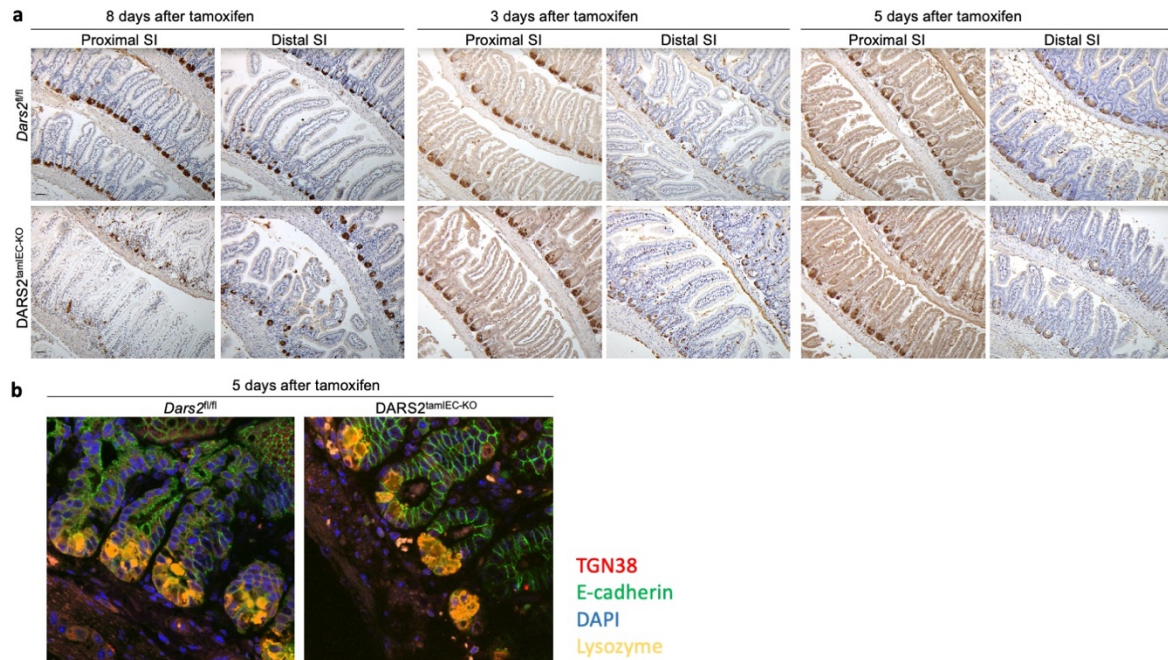 a
8 days after tamoxifen
3 days after tamoxifen
5 days after tamoxifen
Proximal SI
Distal SI
Proximal SI
Distal SI
Proximal SI
Distal SI
Dars2fl/fl
DARS2tamIEC-KO
b
5 days after tamoxifen
Dars2fl/fl
DARS2tamIEC-KO
TGN38
E-cadherin
DAPI
Lysozyme